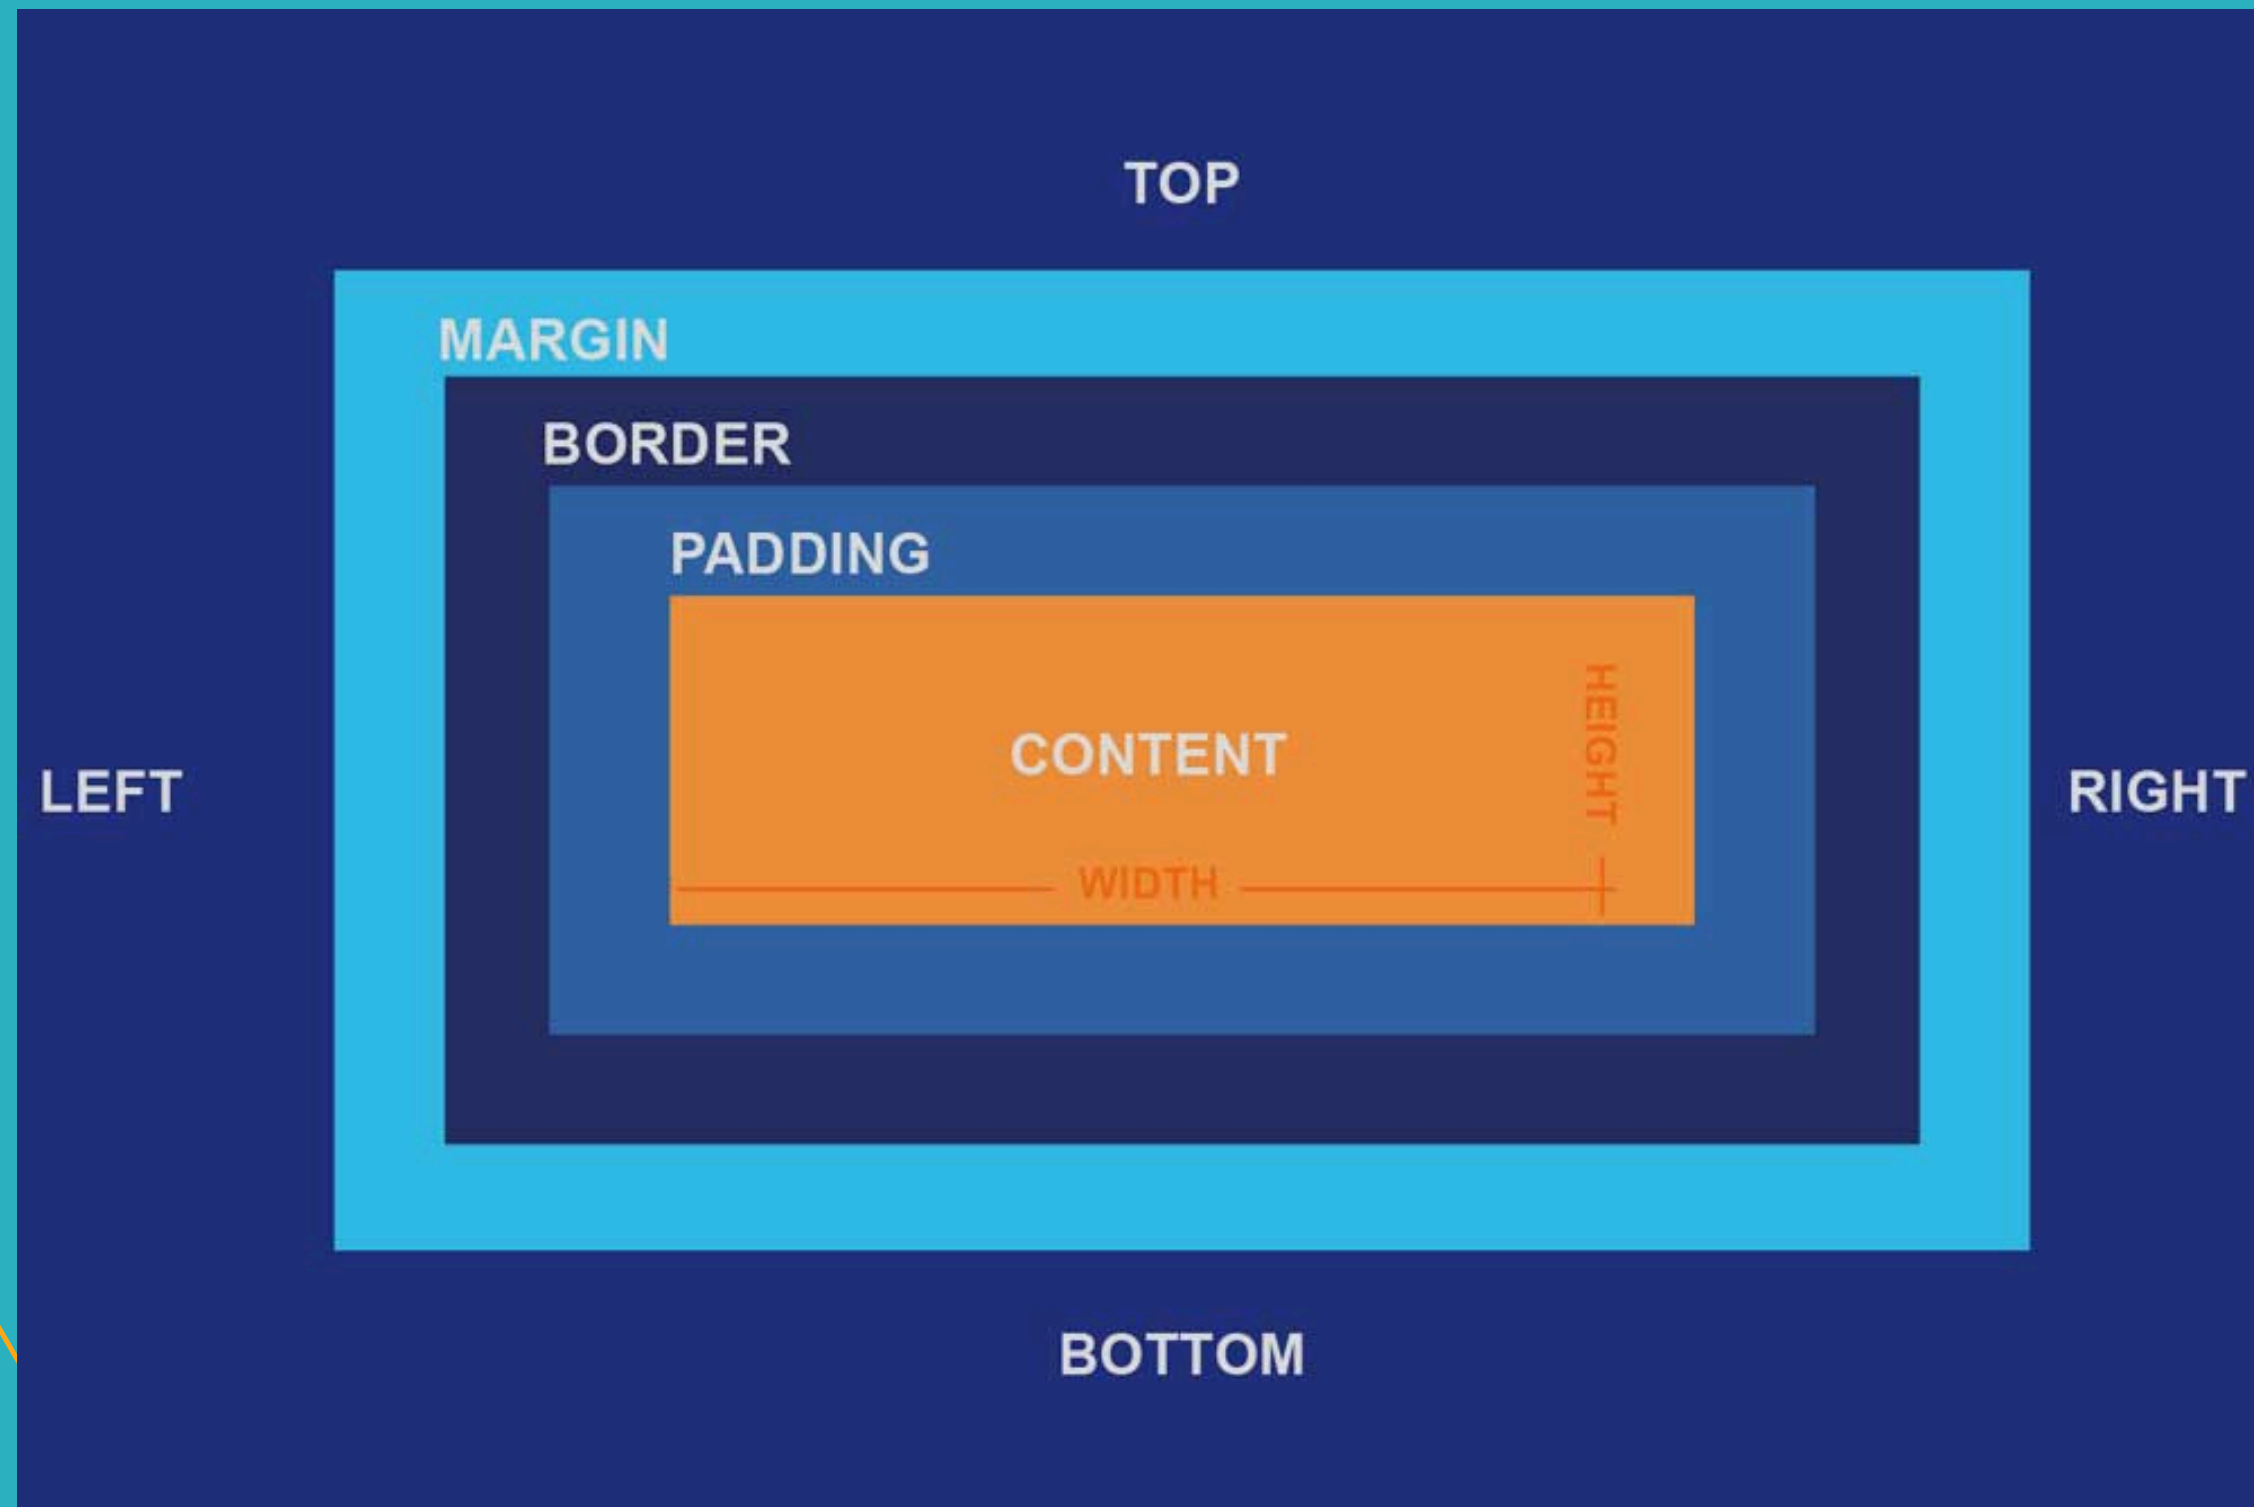 TOP
MARGIN
BORDER
PADDING
HEIGHT
CONTENT
LEFT
RIGHT
WIDTH
BOTTOM